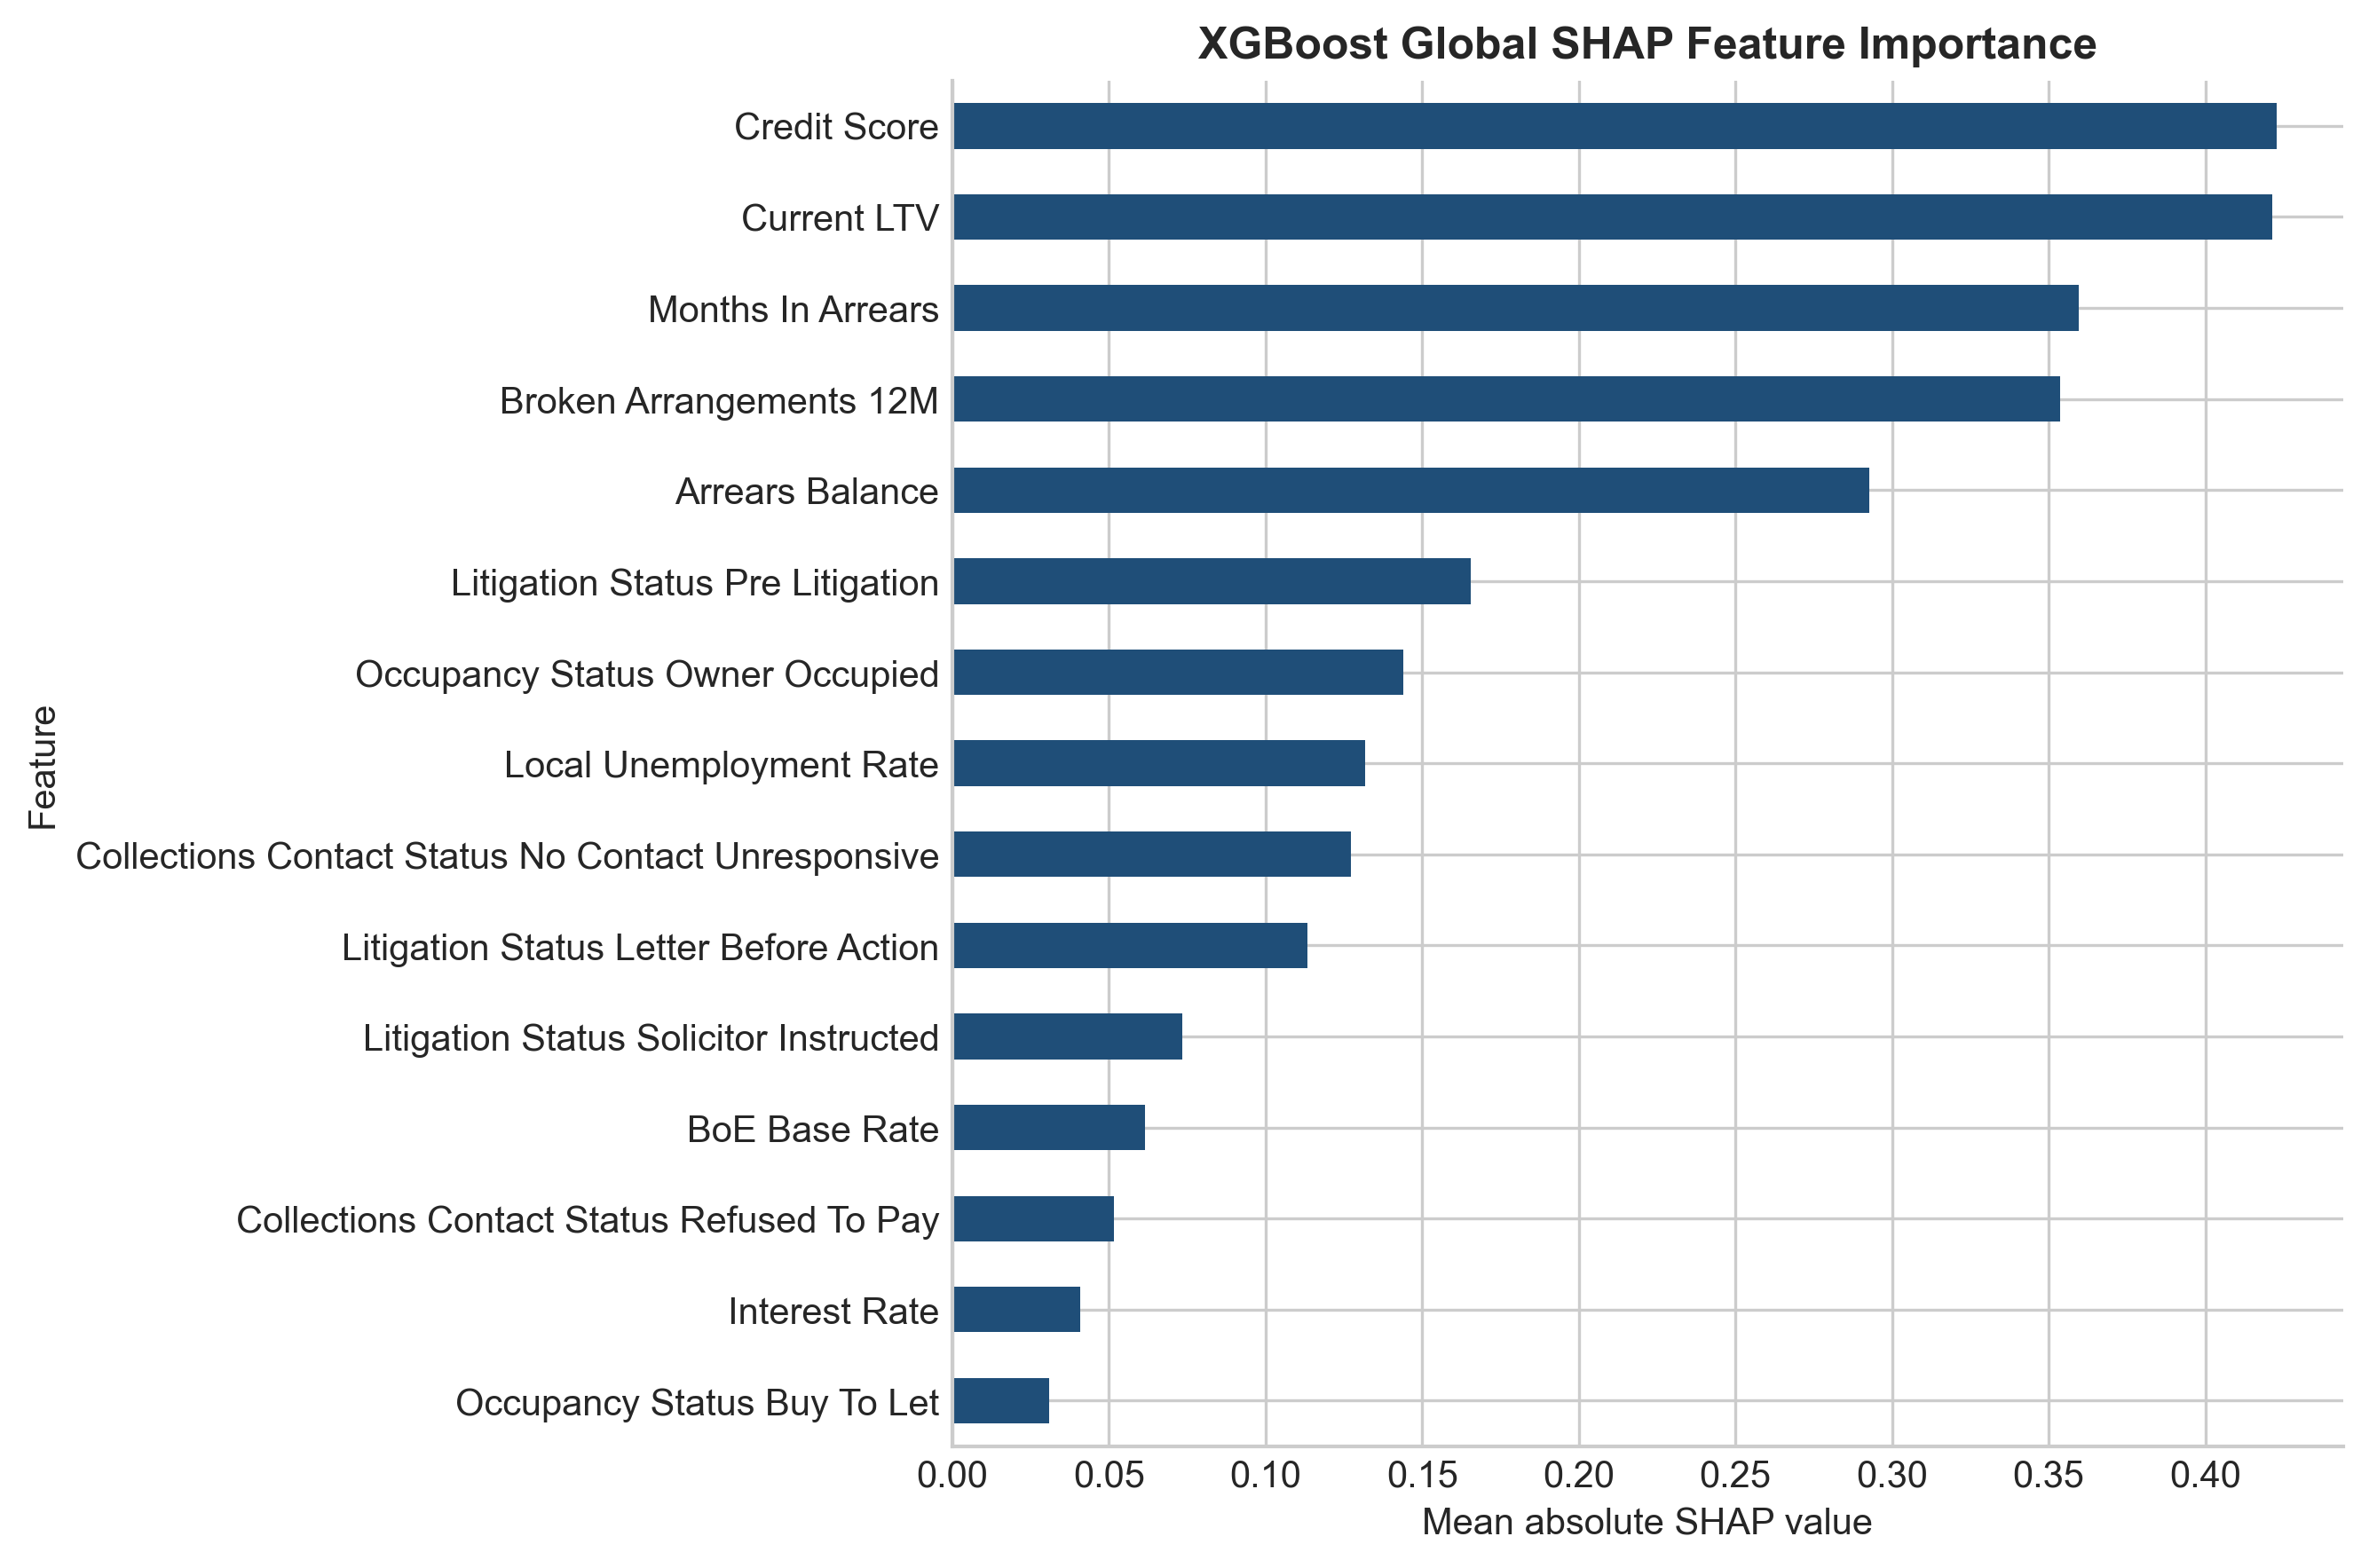 XGBoost Global SHAP Feature Importance
Credit Score
Current LTV
Months In Arrears
Broken Arrangements 12M
Arrears Balance
Litigation Status Pre Litigation
Occupancy Status Owner Occupied
Local Unemployment Rate
Collections Contact Status No Contact Unresponsive
Litigation Status Letter Before Action
Litigation Status Solicitor Instructed
BoE Base Rate
Collections Contact Status Refused To Pay
Interest Rate
Occupancy Status Buy To Let
Feature
0.00 0.05 0.10 0.15 0.20 0.25 0.30 0.35 0.40
Mean absolute SHAP value